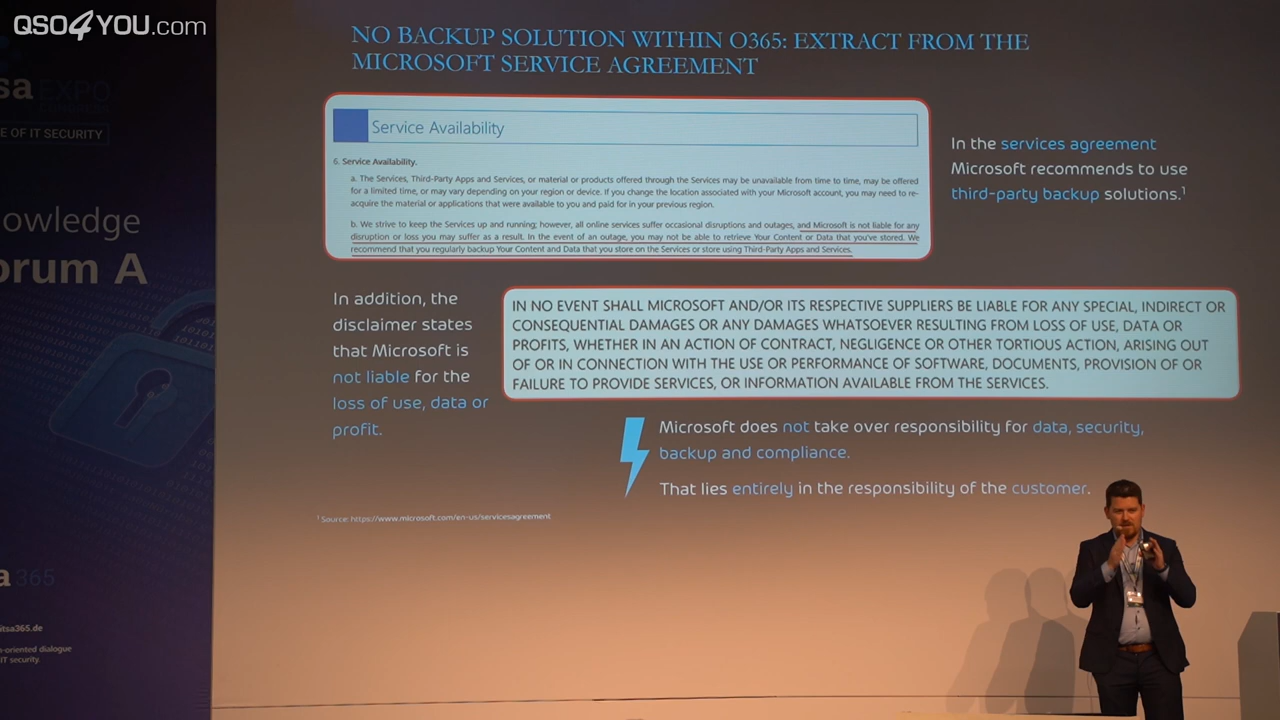 QSO4YOU.com
NO BACKUP SOLUTION WITHIN O365: EXTRACT FROM THE
MICROSOFT SERVICE AGREEMENT
sa EXPO
E OF IT SECURITY
owledge
orum A
Service Availability
6. Service Availability.
a. The Services, Third-Party Apps and Services, or material or products offered through the Services may be unavailable from time to time, may be offered
for a limited time, or may vary depending on your region or device. If you change the location associated with your Microsoft account, you may need to re-
acquire the material or applications that were available to you and paid for in your previous region.
b. We strive to keep the Services up and running; however, all online services suffer occasional disruptions and outages, and Microsoft is not liable for any
disruption or loss you may suffer as a result. In the event of an outage, you may not be able to retrieve Your Content or Data that you've stored. We
recommend that you regularly backup Your Content and Data that you store on the Services or store using Third-Party Apps and Services.
In the services agreement
Microsoft recommends to use
third-party backup solutions.¹
In addition, the
disclaimer states
that Microsoft is
not liable for the
loss of use, data or
profit.
IN NO EVENT SHALL MICROSOFT AND/OR ITS RESPECTIVE SUPPLIERS BE LIABLE FOR ANY SPECIAL, INDIRECT OR
CONSEQUENTIAL DAMAGES OR ANY DAMAGES WHATSOEVER RESULTING FROM LOSS OF USE, DATA OR
PROFITS, WHETHER IN AN ACTION OF CONTRACT, NEGLIGENCE OR OTHER TORTIOUS ACTION, ARISING OUT
OF OR IN CONNECTION WITH THE USE OR PERFORMANCE OF SOFTWARE, DOCUMENTS, PROVISION OF OR
FAILURE TO PROVIDE SERVICES, OR INFORMATION AVAILABLE FROM THE SERVICES.
Microsoft does not take over responsibility for data, security,
backup and compliance.
That lies entirely in the responsibility of the customer.
¹ Source: https://www.microsoft.com/en-us/servicesagreement
a 365
itsa365.de
-oriented dialogue
IT security.